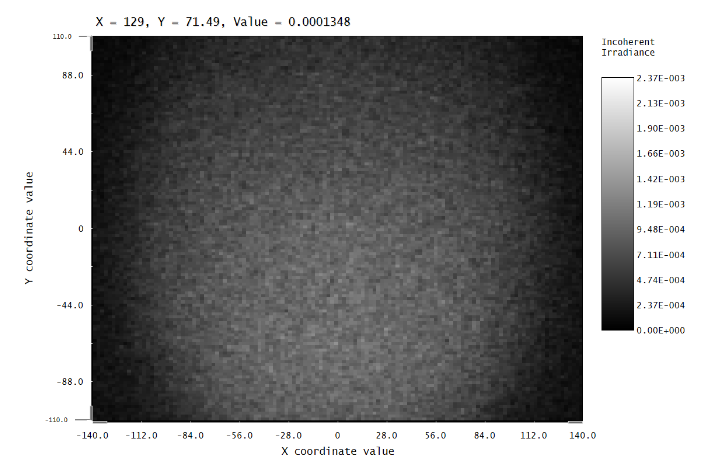 X = 129, Y = 71.49, Value = 0.0001348
Incoherent
Irradiance
110.0
88.0
44.0
0
-44.0
-88.0
-110.0
Y coordinate value
2.37E-003
2.13E-003
1.90E-003
1.66E-003
1.42E-003
1.19E-003
9.48E-004
7.11E-004
4.74E-004
2.37E-004
0.00E+000
-140.0 -112.0 -84.0 -56.0 -28.0 0 28.0 56.0 84.0 112.0 140.0
X coordinate value